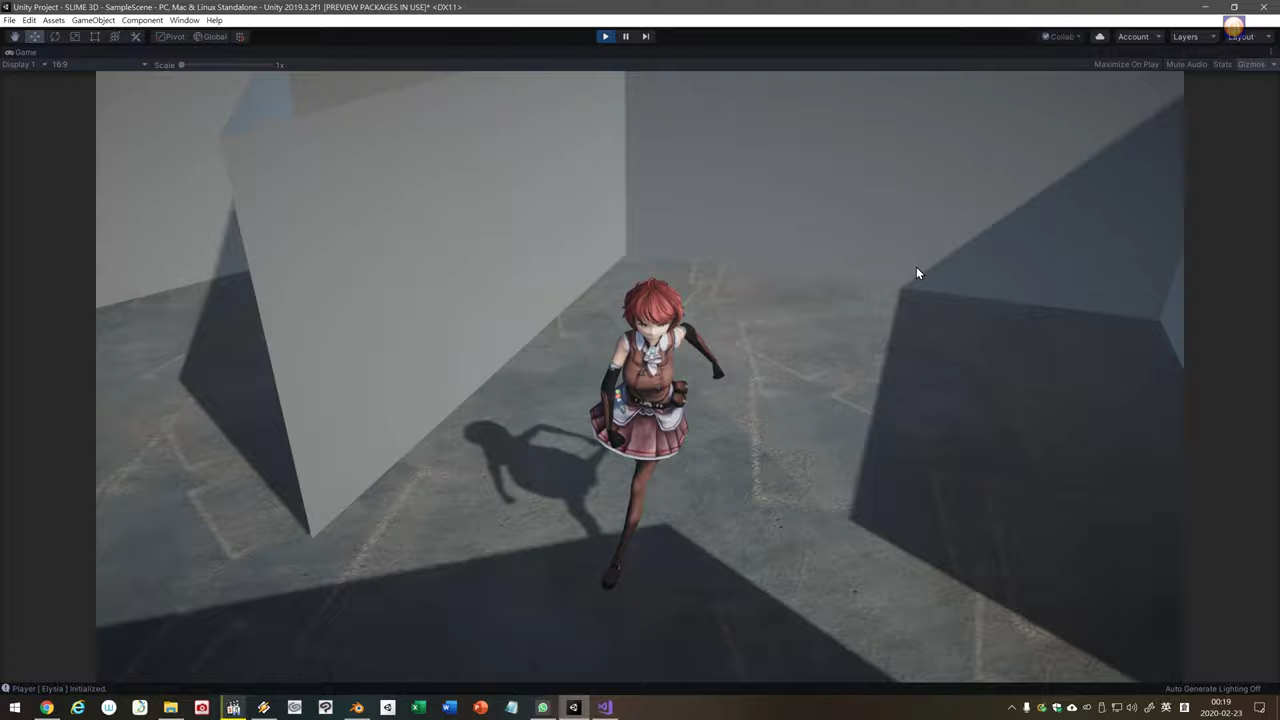 Unity Project - SLIME 3D - SampleScene - PC, Mac & Linux Standalone - Unity 2019.3.2f1 [PREVIEW PACKAGES IN USE]* <DX11>
File Edit Assets GameObject Component Window Help
Pivot Global Collab Account Layers Layout
Game
Display 1 16:9 Scale 1x Maximize On Play Mute Audio Stats Gizmos
Player [ Elysia ] Initialized. Auto Generate Lighting Off
英 00:19
2020-02-23